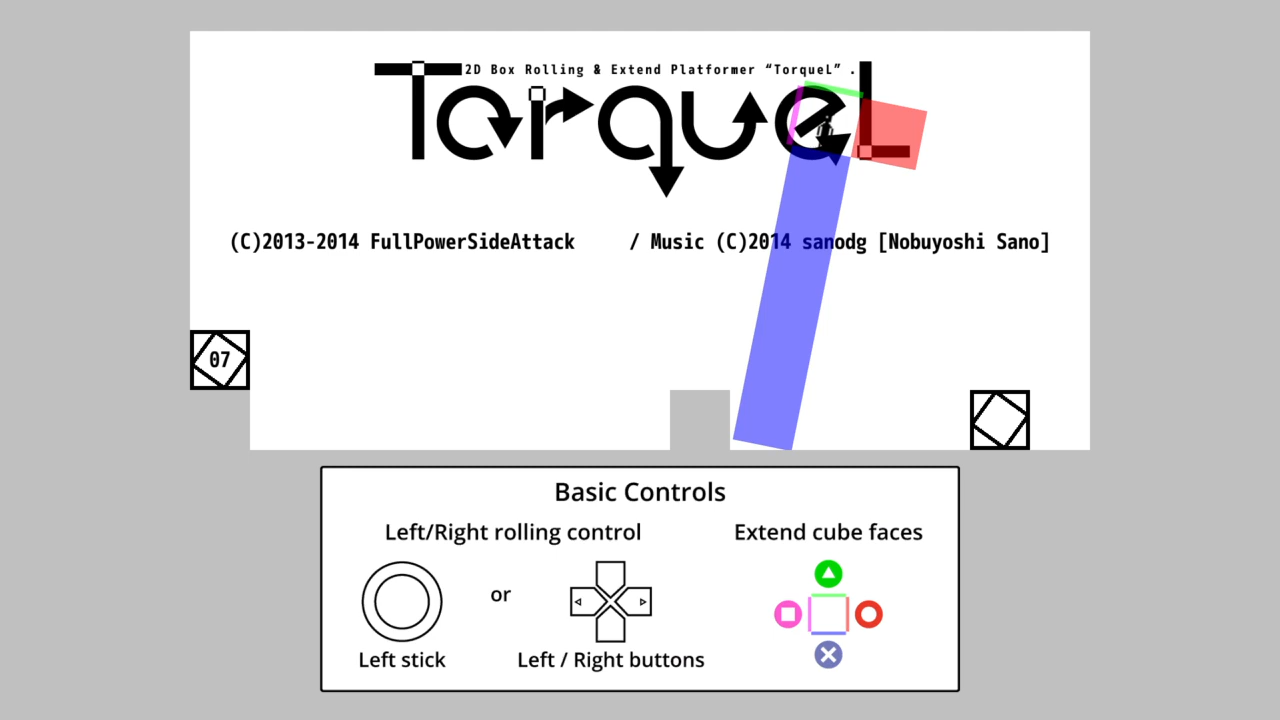 2D Box Rolling & Extend Platformer “TorqueL” .
TorqueL
(C)2013-2014 FullPowerSideAttack / Music (C)2014 sanodg [Nobuyoshi Sano]
07
Basic Controls
Left/Right rolling control Extend cube faces
or
Left stick Left / Right buttons